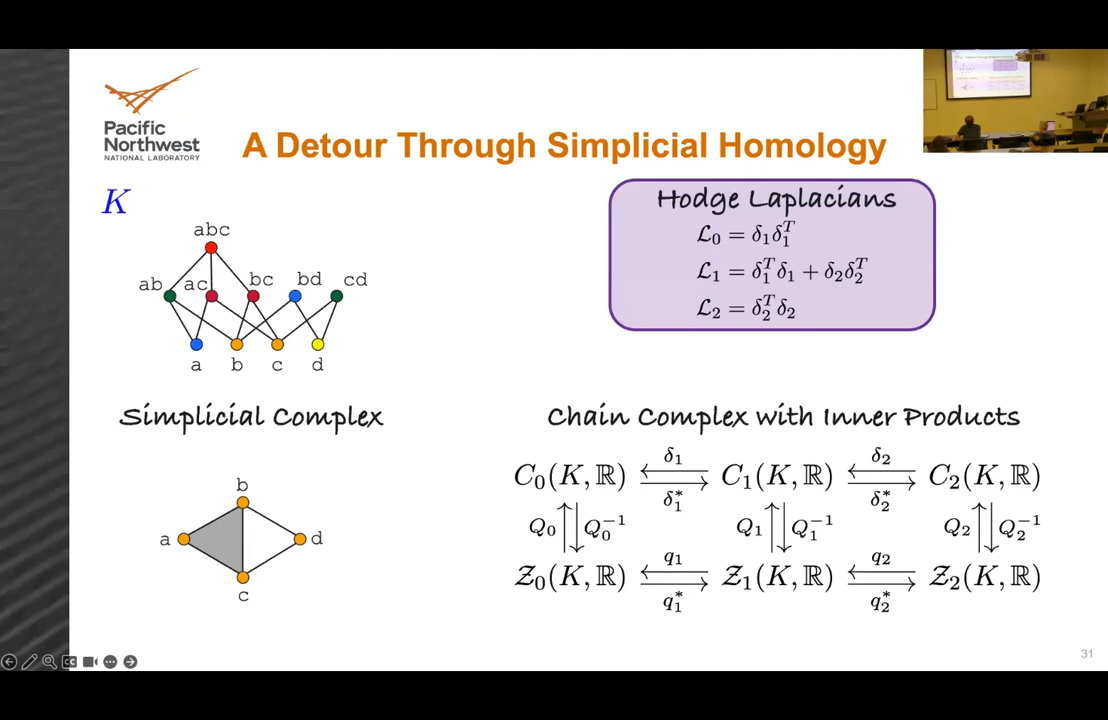 Pacific
Northwest
NATIONAL LABORATORY
A Detour Through Simplicial Homology
K
abc
ab ac bc bd cd
a b c d
Simplicial Complex
b
a d
c
Hodge Laplacians
ℒ₀ = δ₁δ₁ᵀ
ℒ₁ = δ₁ᵀδ₁ + δ₂δ₂ᵀ
ℒ₂ = δ₂ᵀδ₂
Chain Complex with Inner Products
δ₁ δ₂
C₀(K, ℝ) C₁(K, ℝ) C₂(K, ℝ)
δ₁* δ₂*
Q₀ Q₀⁻¹ Q₁ Q₁⁻¹ Q₂ Q₂⁻¹
q₁ q₂
𝒵₀(K, ℝ) 𝒵₁(K, ℝ) 𝒵₂(K, ℝ)
q₁* q₂*
CC
31